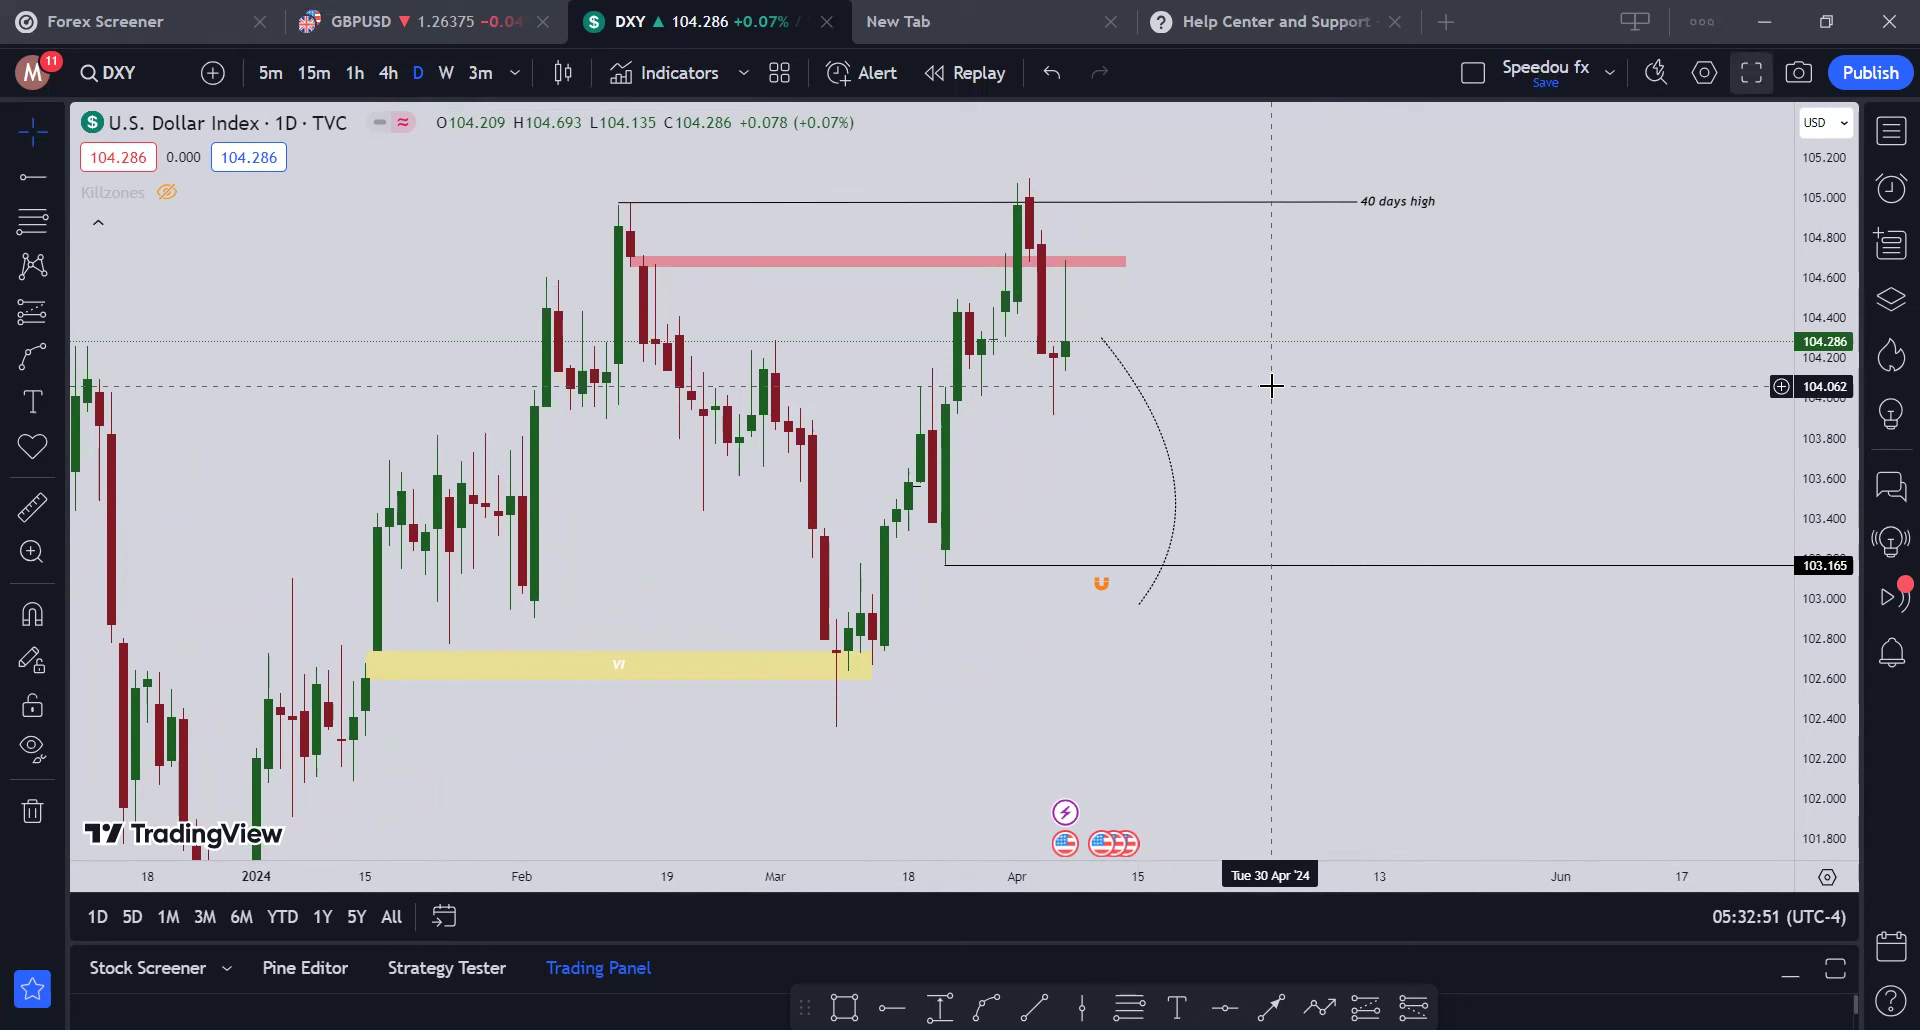 Forex Screener
GBPUSD ▼ 1.26375 −0.04
DXY ▲ 104.286 +0.07% /
New Tab
Help Center and Support
M
11
DXY
5m 15m 1h 4h D W 3m
Indicators
Alert
Replay
Speedou fx
Save
Publish
U.S. Dollar Index · 1D · TVC
O104.209 H104.693 L104.135 C104.286 +0.078 (+0.07%)
104.286 0.000 104.286
Killzones
USD
105.200
105.000
104.800
104.600
104.400
104.286
104.200
104.062
104.000
103.800
103.600
103.400
103.165
103.000
102.800
102.600
102.400
102.200
102.000
101.800
40 days high
VI
TradingView
18 2024 15 Feb 19 Mar 18 Apr 15 Tue 30 Apr '24 13 Jun 17
1D 5D 1M 3M 6M YTD 1Y 5Y All
05:32:51 (UTC-4)
Stock Screener Pine Editor Strategy Tester Trading Panel